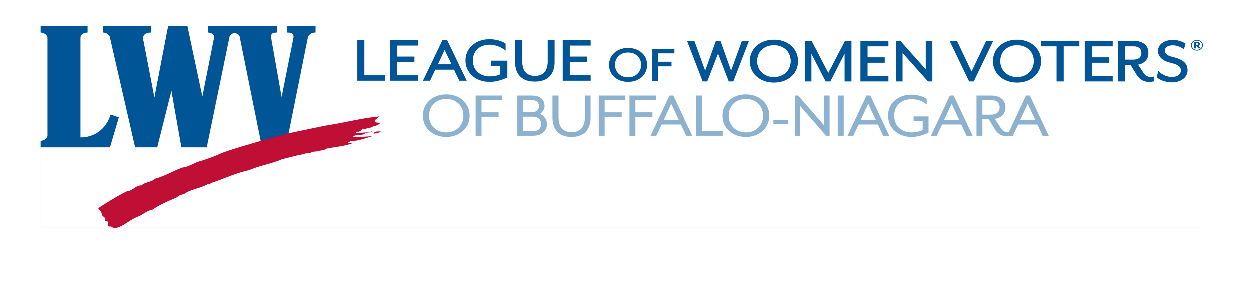 LWV
LEAGUE OF WOMEN VOTERS®
OF BUFFALO-NIAGARA